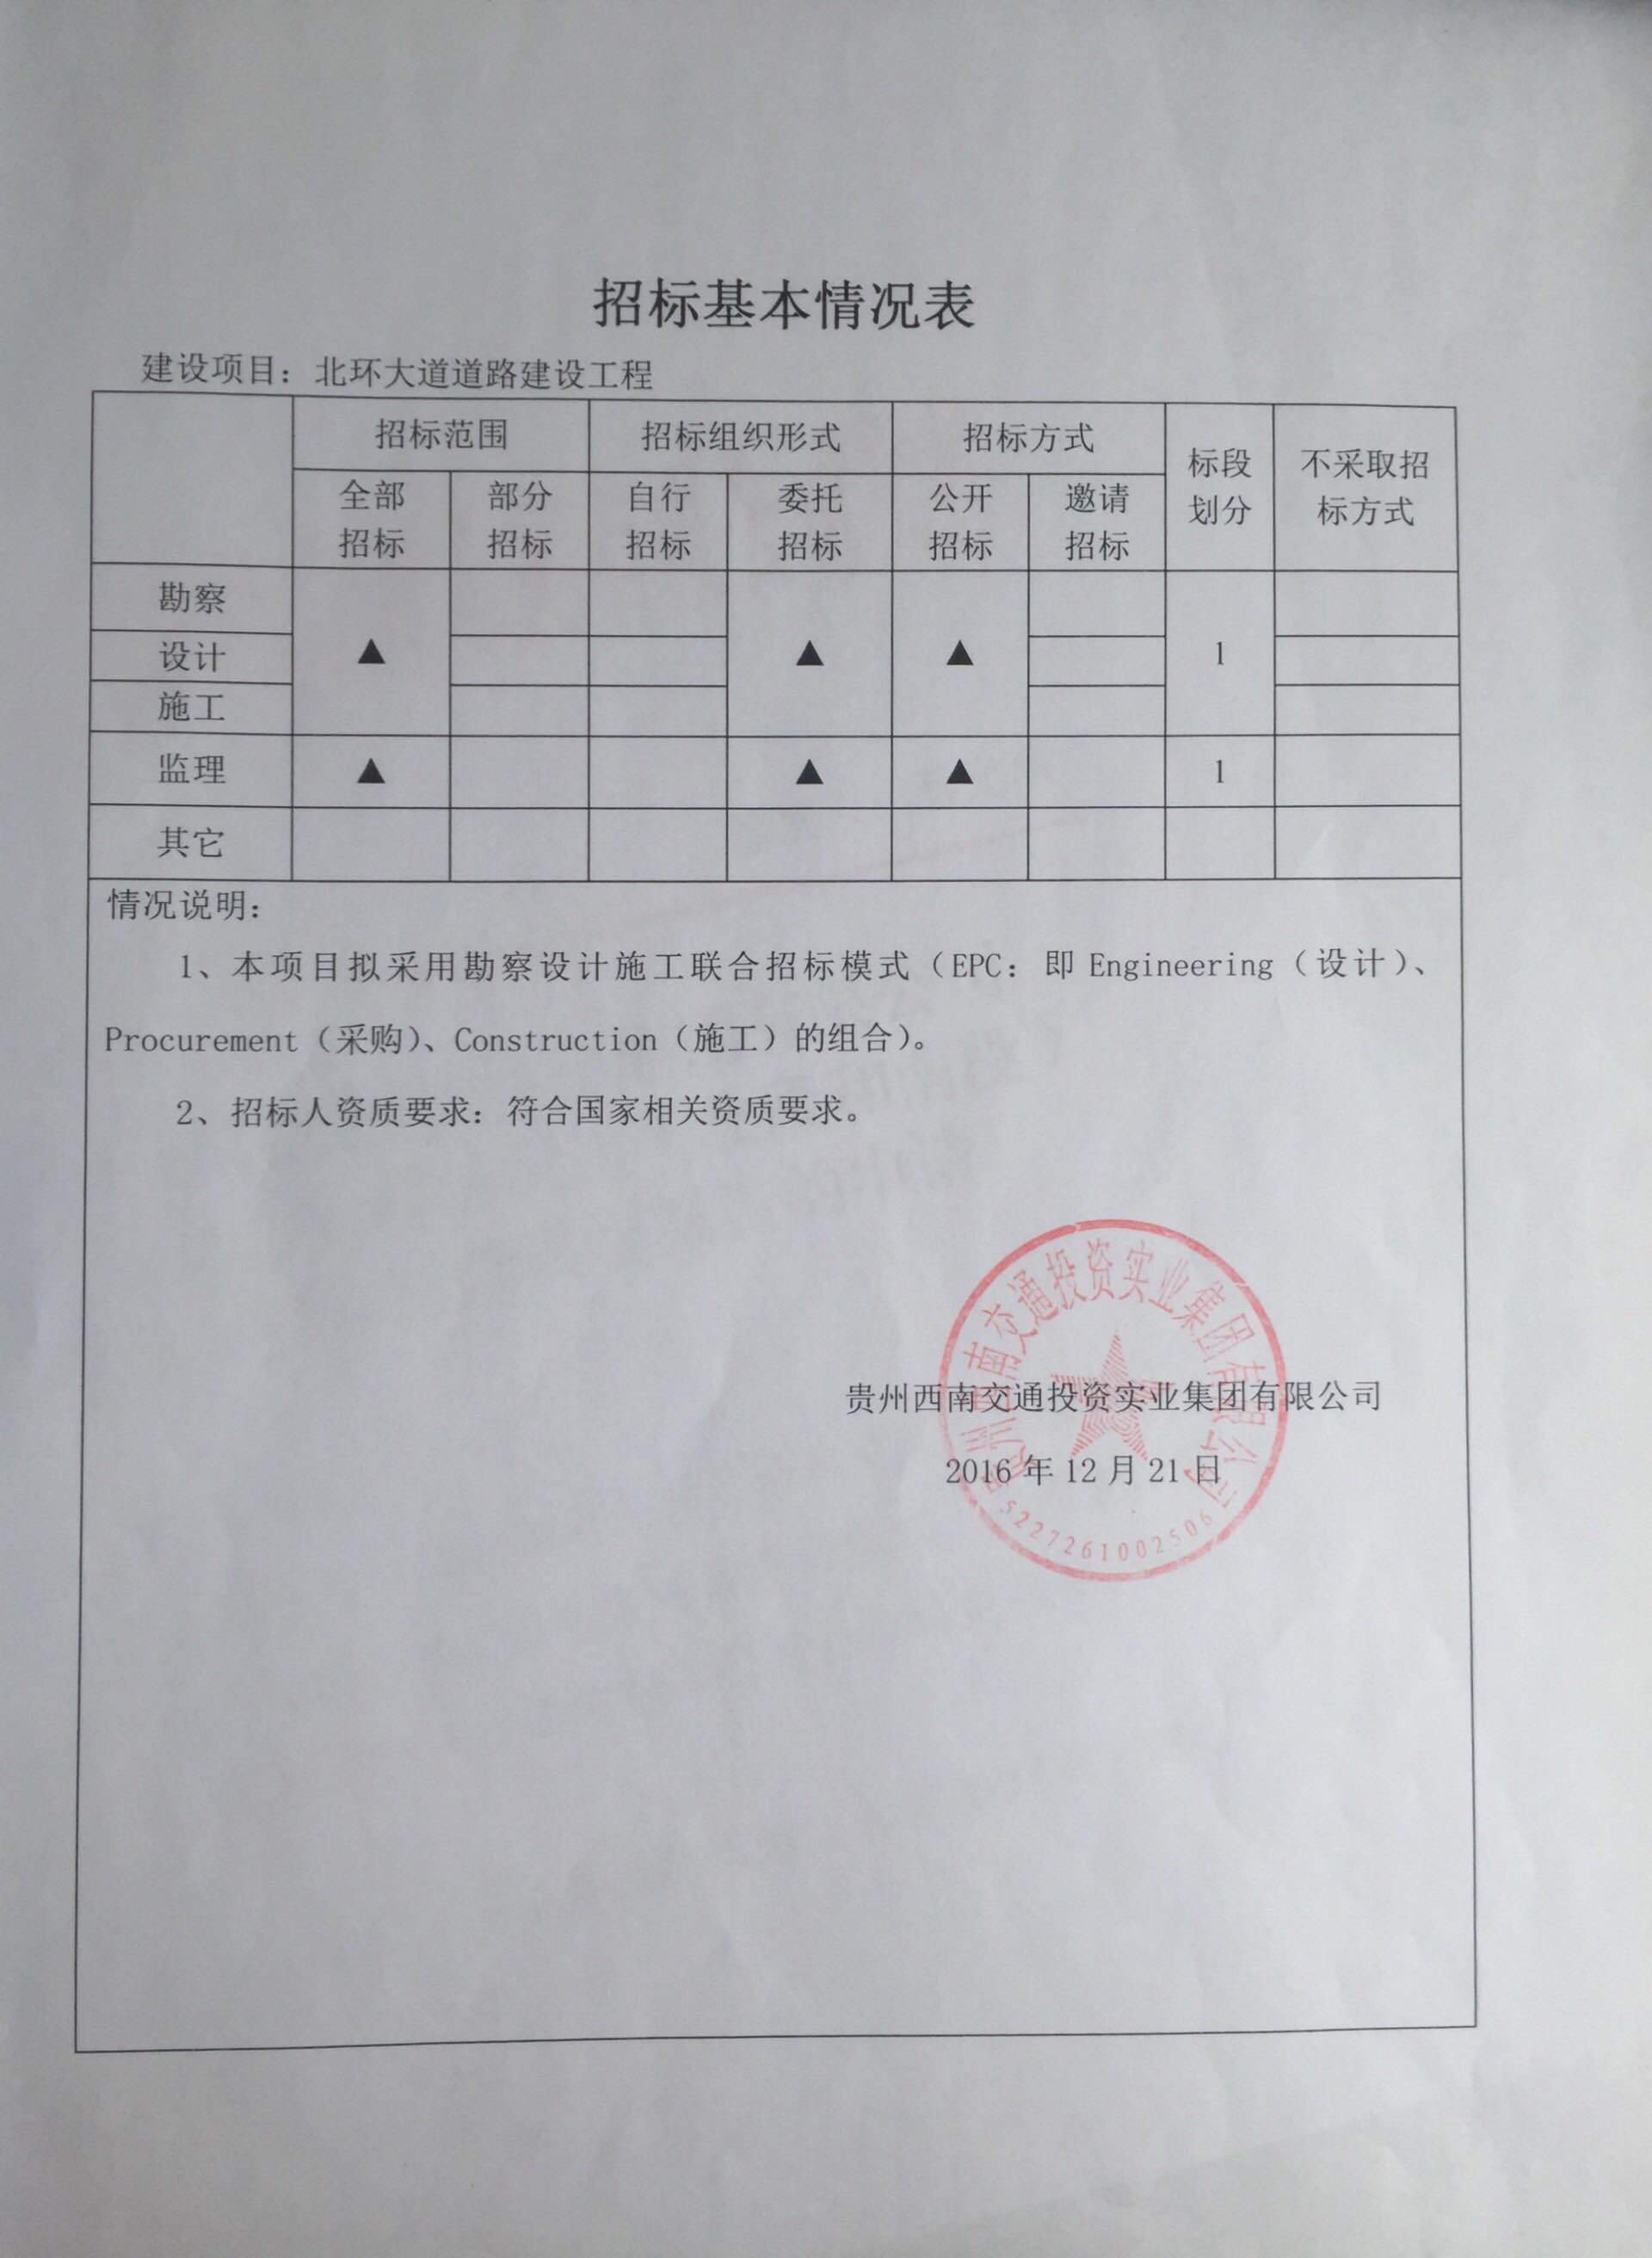 招标基本情况表
建设项目：北环大道道路建设工程
招标范围 招标组织形式 招标方式 标段划分 不采取招标方式
全部招标 部分招标 自行招标 委托招标 公开招标 邀请招标
勘察
设计 ▲ ▲ ▲ 1
施工
监理 ▲ ▲ ▲ 1
其它
情况说明：
1、本项目拟采用勘察设计施工联合招标模式（EPC：即 Engineering（设计）、
Procurement（采购）、Construction（施工）的组合）。
2、招标人资质要求：符合国家相关资质要求。
贵州西南交通投资实业集团有限公司
2016 年 12 月 21 日
贵州西南交通投资实业集团有限公司
5227261002506